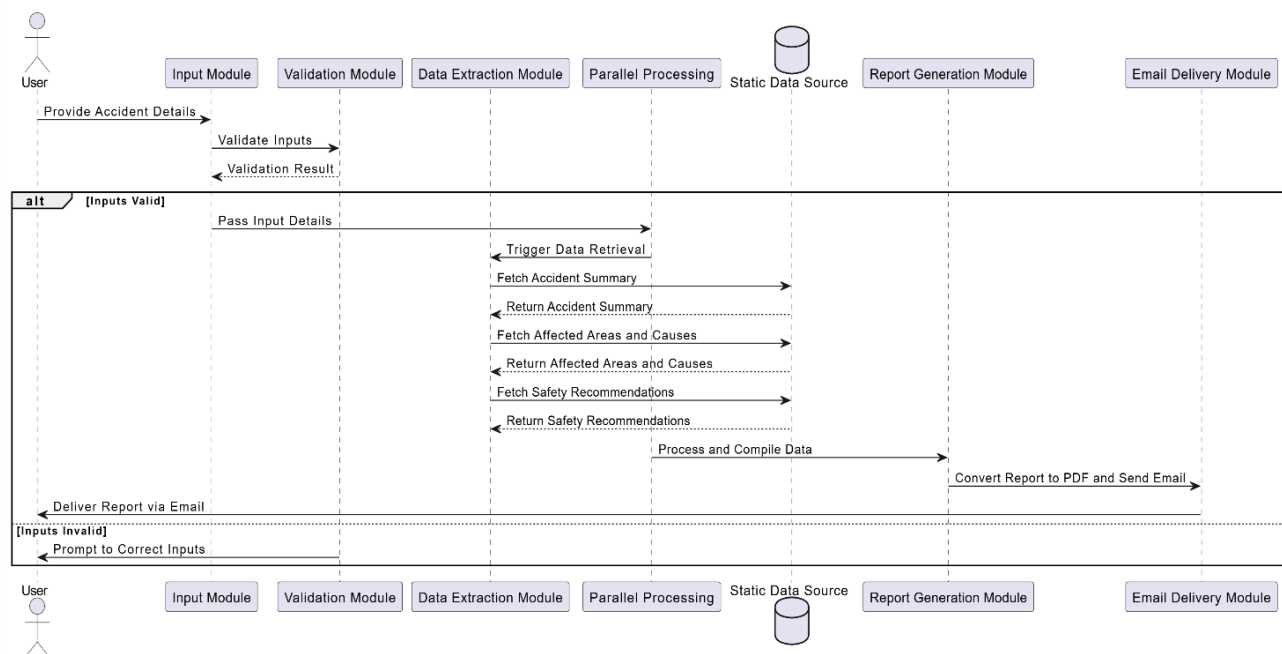 User
Input Module
Validation Module
Data Extraction Module
Parallel Processing
Static Data Source
Report Generation Module
Email Delivery Module
Provide Accident Details
Validate Inputs
Validation Result
alt [Inputs Valid]
Pass Input Details
Trigger Data Retrieval
Fetch Accident Summary
Return Accident Summary
Fetch Affected Areas and Causes
Return Affected Areas and Causes
Fetch Safety Recommendations
Return Safety Recommendations
Process and Compile Data
Convert Report to PDF and Send Email
Deliver Report via Email
[Inputs Invalid]
Prompt to Correct Inputs
User
Input Module
Validation Module
Data Extraction Module
Parallel Processing
Static Data Source
Report Generation Module
Email Delivery Module